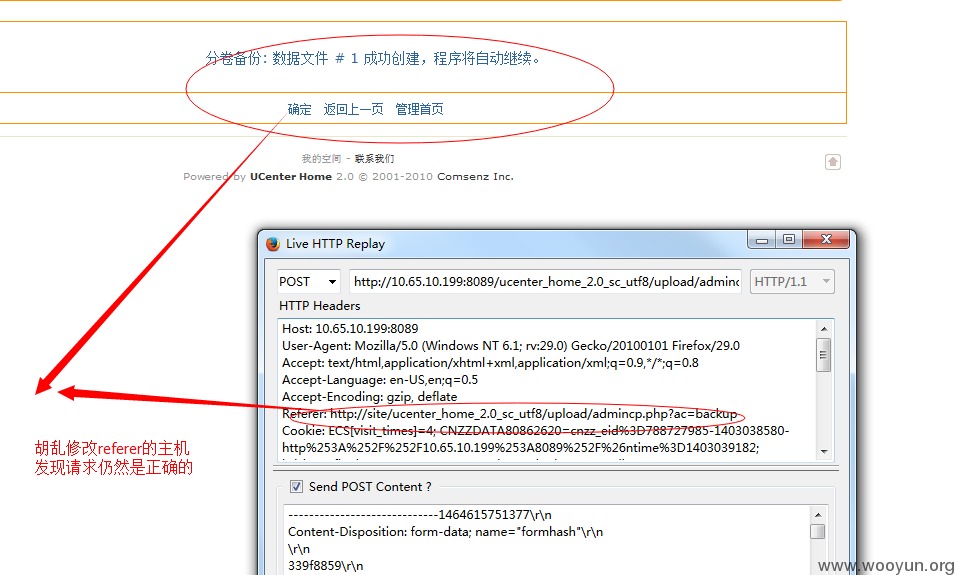 分卷备份：数据文件 # 1 成功创建，程序将自动继续。
确定 返回上一页 管理首页
我的空间 - 联系我们
Powered by UCenter Home 2.0 © 2001-2010 Comsenz Inc.
Live HTTP Replay
POST http://10.65.10.199:8089/ucenter_home_2.0_sc_utf8/upload/adminc HTTP/1.1
HTTP Headers
Host: 10.65.10.199:8089
User-Agent: Mozilla/5.0 (Windows NT 6.1; rv:29.0) Gecko/20100101 Firefox/29.0
Accept: text/html,application/xhtml+xml,application/xml;q=0.9,*/*;q=0.8
Accept-Language: en-US,en;q=0.5
Accept-Encoding: gzip, deflate
Referer: http://site/ucenter_home_2.0_sc_utf8/upload/admincp.php?ac=backup
Cookie: ECS[visit_times]=4; CNZZDATA80862620=cnzz_eid%3D788727985-1403038580-
http%253A%252F%252F10.65.10.199%253A8089%252F%26ntime%3D1403039182;
胡乱修改referer的主机
发现请求仍然是正确的
Send POST Content ?
-----------------------------1464615751377\r\n
Content-Disposition: form-data; name="formhash"\r\n
\r\n
339f8859\r\n
www.wooyun.org